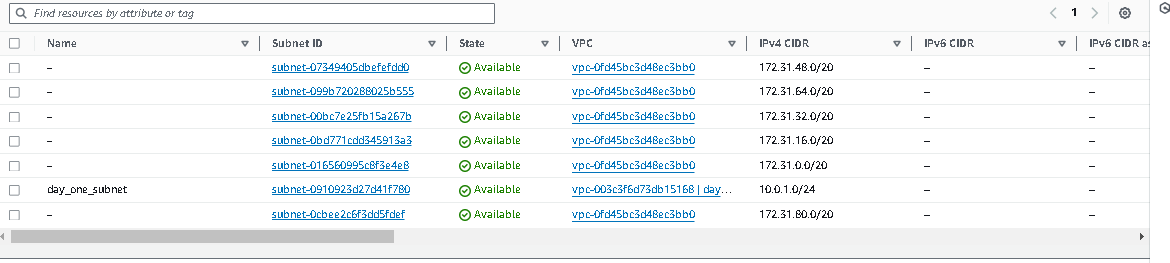 Find resources by attribute or tag
1
Name Subnet ID State VPC IPv4 CIDR IPv6 CIDR IPv6 CIDR as
– subnet-07349405dbefefdd0 Available vpc-0fd45bc3d48ec3bb0 172.31.48.0/20 – –
– subnet-099b720288025b555 Available vpc-0fd45bc3d48ec3bb0 172.31.64.0/20 – –
– subnet-00bc7e25fb15a267b Available vpc-0fd45bc3d48ec3bb0 172.31.32.0/20 – –
– subnet-0bd771cdd345913a3 Available vpc-0fd45bc3d48ec3bb0 172.31.16.0/20 – –
– subnet-016560995c8f3e4e8 Available vpc-0fd45bc3d48ec3bb0 172.31.0.0/20 – –
day_one_subnet subnet-0910923d27d41f780 Available vpc-003c3f6d73db15168 | day... 10.0.1.0/24 – –
– subnet-0cbee2c6f3dd5fdef Available vpc-0fd45bc3d48ec3bb0 172.31.80.0/20 – –